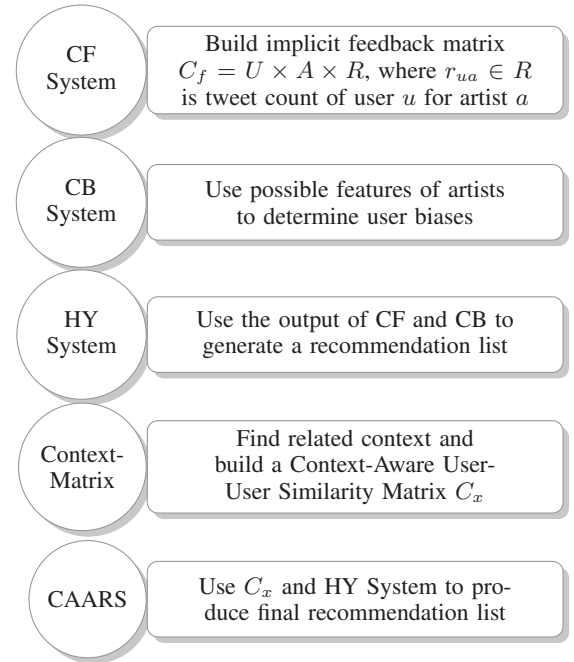 CF
System
Build implicit feedback matrix
C_f = U × A × R, where r_{ua} ∈ R
is tweet count of user u for artist a
CB
System
Use possible features of artists
to determine user biases
HY
System
Use the output of CF and CB to
generate a recommendation list
Context-
Matrix
Find related context and
build a Context-Aware User-
User Similarity Matrix C_x
CAARS
Use C_x and HY System to pro-
duce final recommendation list